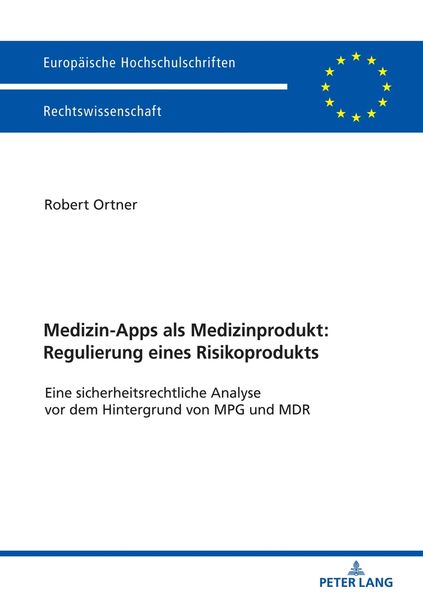 Europäische Hochschulschriften
Rechtswissenschaft
Robert Ortner
Medizin-Apps als Medizinprodukt:
Regulierung eines Risikoprodukts
Eine sicherheitsrechtliche Analyse
vor dem Hintergrund von MPG und MDR
PETER LANG